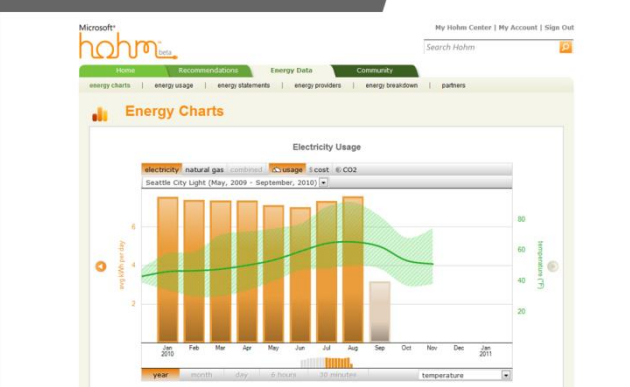 Microsoft®
hohm beta
My Hohm Center | My Account | Sign Out
Search Hohm
Home Recommendations Energy Data Community
energy charts | energy usage | energy statements | energy providers | energy breakdown | partners
Energy Charts
Electricity Usage
electricity natural gas combined usage $ cost CO2
Seattle City Light (May, 2009 - September, 2010)
6
4
2
avg kWh per day
80
60
40
20
temperature (°F)
Jan Feb Mar Apr May Jun Jul Aug Sep Oct Nov Dec Jan
2010 2011
year month day 6 hours 30 minutes temperature